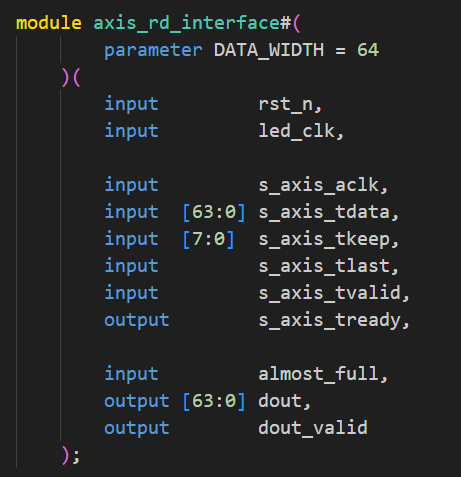 module axis_rd_interface#(
        parameter DATA_WIDTH = 64
    )(
        input         rst_n,
        input         led_clk,

        input         s_axis_aclk,
        input  [63:0] s_axis_tdata,
        input  [7:0]  s_axis_tkeep,
        input         s_axis_tlast,
        input         s_axis_tvalid,
        output        s_axis_tready,

        input         almost_full,
        output [63:0] dout,
        output        dout_valid
    );